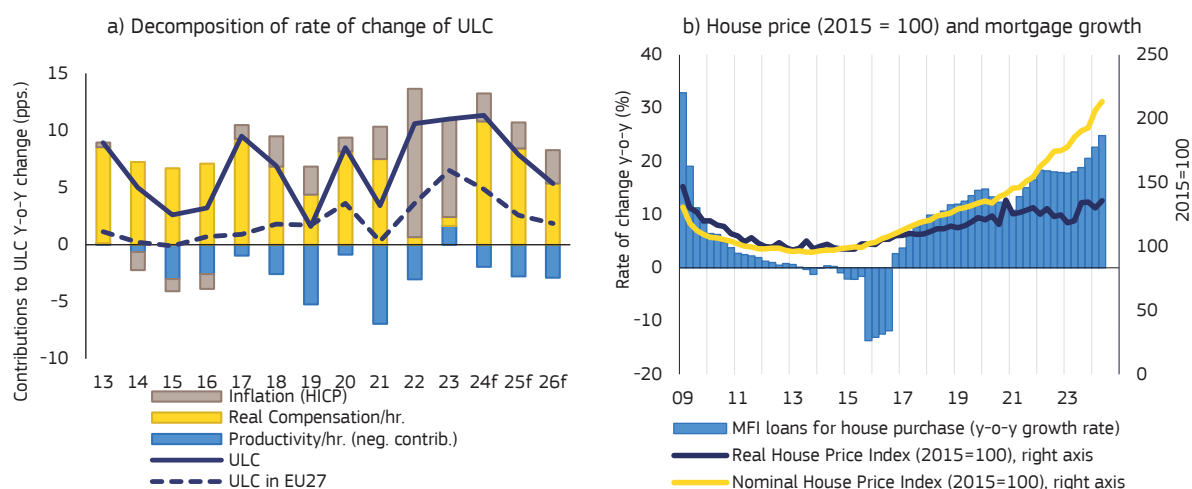 a) Decomposition of rate of change of ULC
Contributions to ULC Y-o-Y change (pps.)
15
10
5
0
-5
-10
13 14 15 16 17 18 19 20 21 22 23 24f 25f 26f
Inflation (HICP)
Real Compensation/hr.
Productivity/hr. (neg. contrib.)
ULC
ULC in EU27
b) House price (2015 = 100) and mortgage growth
Rate of change y-o-y (%)
40
30
20
10
0
-10
-20
250
200
150
100
50
0
2015=100
09 11 13 15 17 19 21 23
MFI loans for house purchase (y-o-y growth rate)
Real House Price Index (2015=100), right axis
Nominal House Price Index (2015=100), right axis